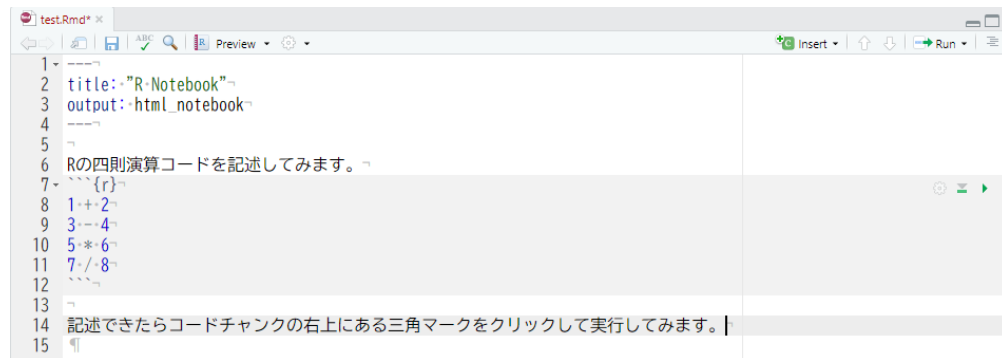 test.Rmd*
ABC Preview Insert Run
1 ---
2 title: "R Notebook"
3 output: html_notebook
4 ---
5
6 Rの四則演算コードを記述してみます。
7 ```{r}
8 1 + 2
9 3 - 4
10 5 * 6
11 7 / 8
12 ```
13
14 記述できたらコードチャンクの右上にある三角マークをクリックして実行してみます。
15